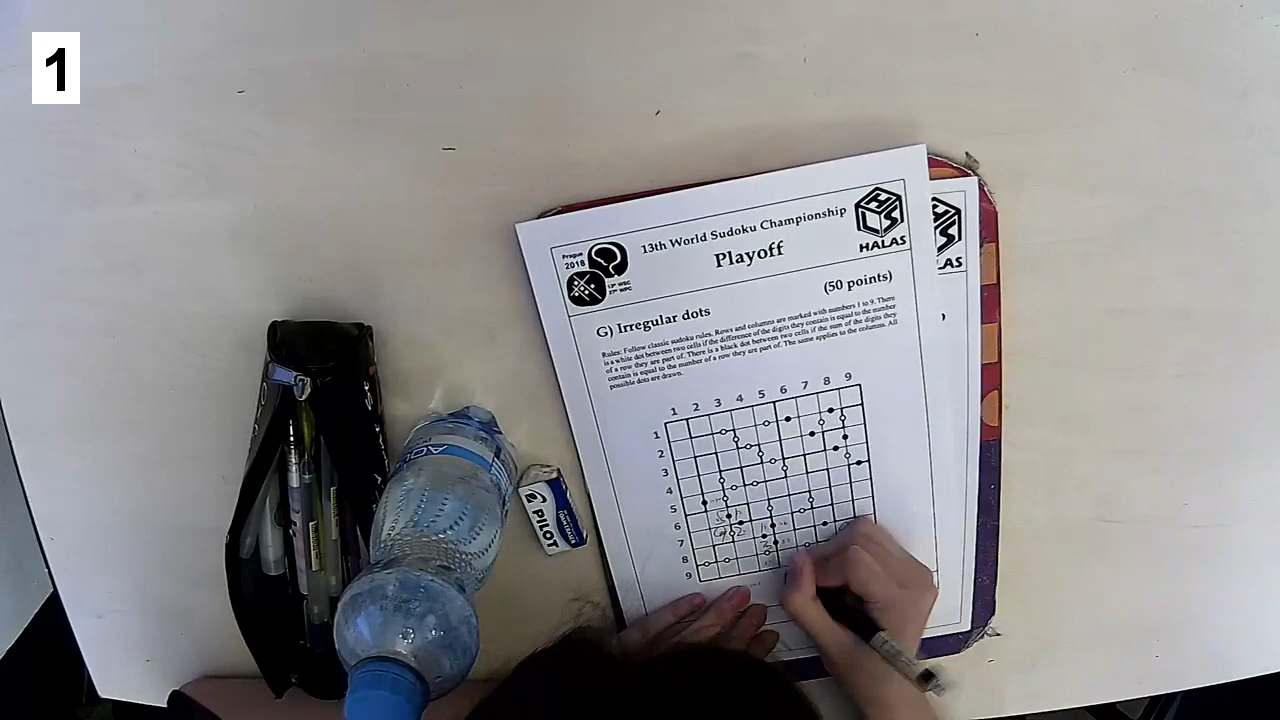 1
13th World Sudoku Championship
Playoff
Prague
2018
13th WSC
27th WPC
HALAS
LAS
(50 points)
G) Irregular dots
Rules: Follow classic sudoku rules. Rows and columns are marked with numbers 1 to 9. There
is a white dot between two cells if the difference of the digits they contain is equal to the number
of a row they are part of. There is a black dot between two cells if the sum of the digits they
contain is equal to the number of a row they are part of. The same applies to the columns. All
possible dots are drawn.
1 2 3 4 5 6 7 8 9
1
2
3
4
5
6
7
8
9
PILOT